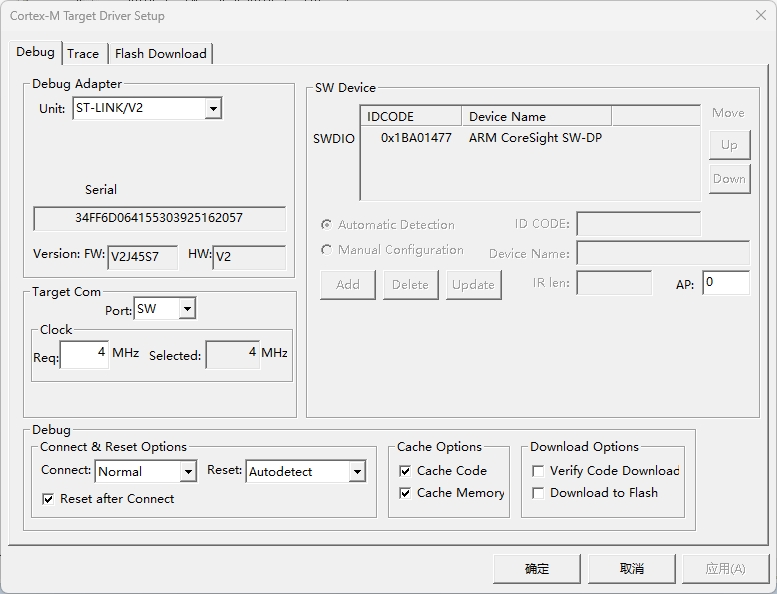 Cortex-M Target Driver Setup
Debug
Trace
Flash Download
Debug Adapter
Unit: ST-LINK/V2
Serial
34FF6D064155303925162057
Version: FW: V2J45S7 HW: V2
Target Com
Port: SW
Clock
Req: 4 MHz Selected: 4 MHz
SW Device
IDCODE Device Name
SWDIO 0x1BA01477 ARM CoreSight SW-DP
Move
Up
Down
Automatic Detection
Manual Configuration
ID CODE:
Device Name:
Add
Delete
Update
IR len:
AP: 0
Debug
Connect & Reset Options
Connect: Normal Reset: Autodetect
Reset after Connect
Cache Options
Cache Code
Cache Memory
Download Options
Verify Code Download
Download to Flash
确定
取消
应用(A)